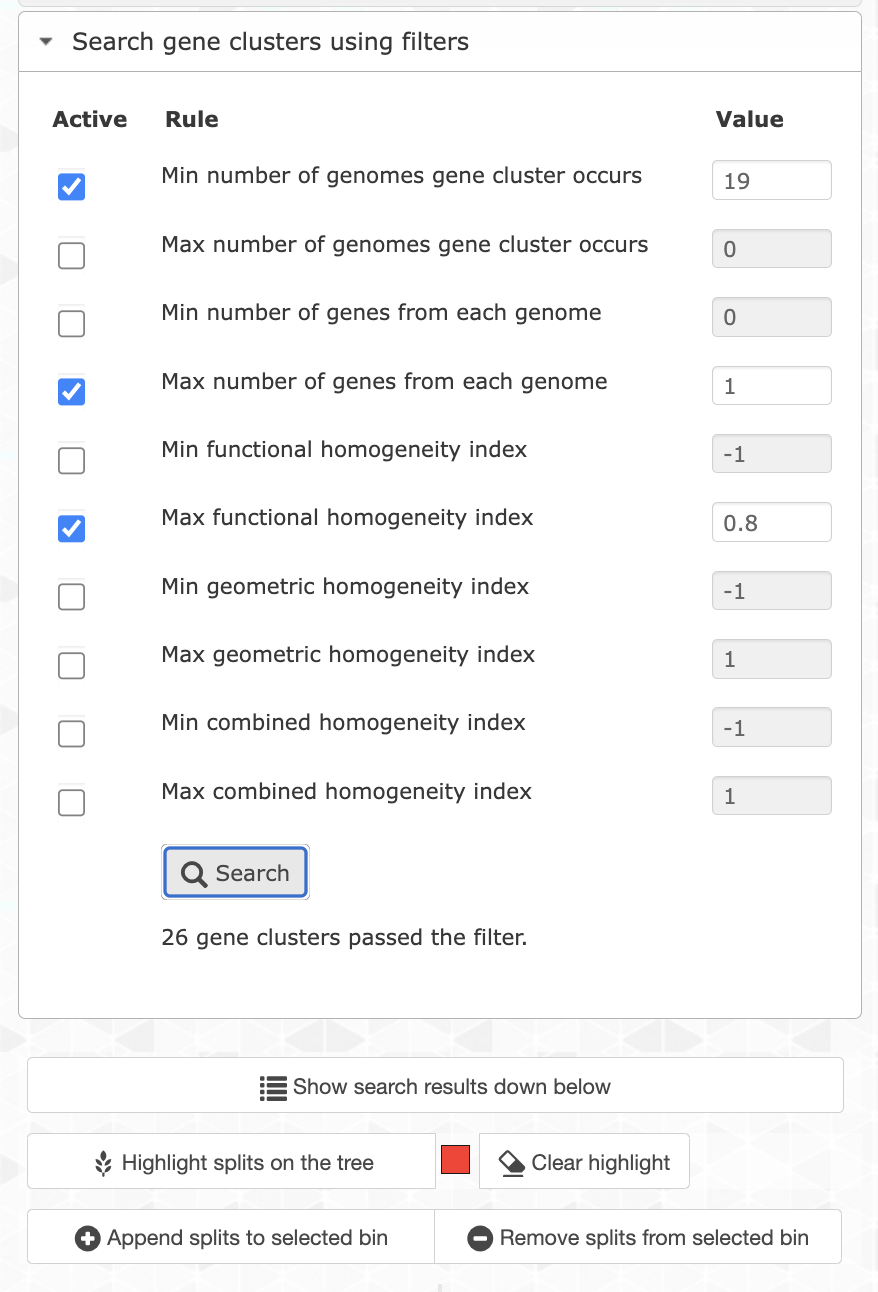 Search gene clusters using filters
Active Rule Value
Min number of genomes gene cluster occurs 19
Max number of genomes gene cluster occurs 0
Min number of genes from each genome 0
Max number of genes from each genome 1
Min functional homogeneity index -1
Max functional homogeneity index 0.8
Min geometric homogeneity index -1
Max geometric homogeneity index 1
Min combined homogeneity index -1
Max combined homogeneity index 1
Search
26 gene clusters passed the filter.
Show search results down below
Highlight splits on the tree Clear highlight
Append splits to selected bin Remove splits from selected bin